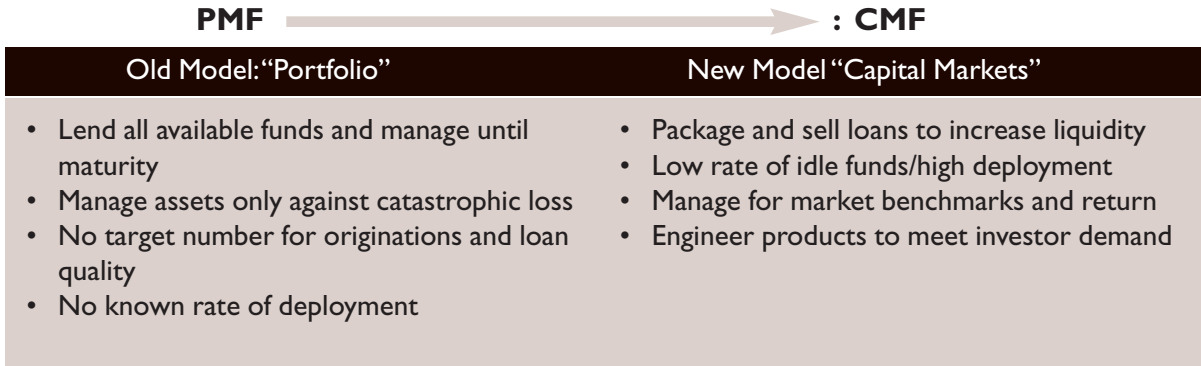 PMF : CMF
Old Model:“Portfolio”
New Model “Capital Markets”
• Lend all available funds and manage until
maturity
• Manage assets only against catastrophic loss
• No target number for originations and loan
quality
• No known rate of deployment
• Package and sell loans to increase liquidity
• Low rate of idle funds/high deployment
• Manage for market benchmarks and return
• Engineer products to meet investor demand